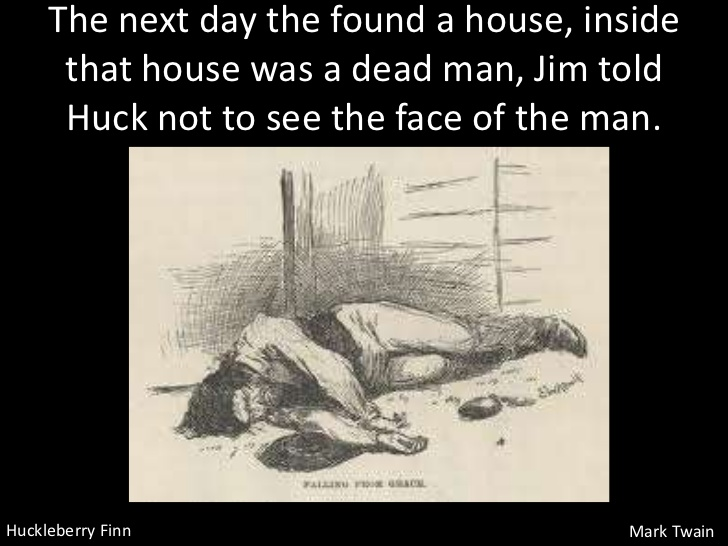 The next day the found a house, inside
that house was a dead man, Jim told
Huck not to see the face of the man.
FALLING FROM GRACE.
Huckleberry Finn
Mark Twain